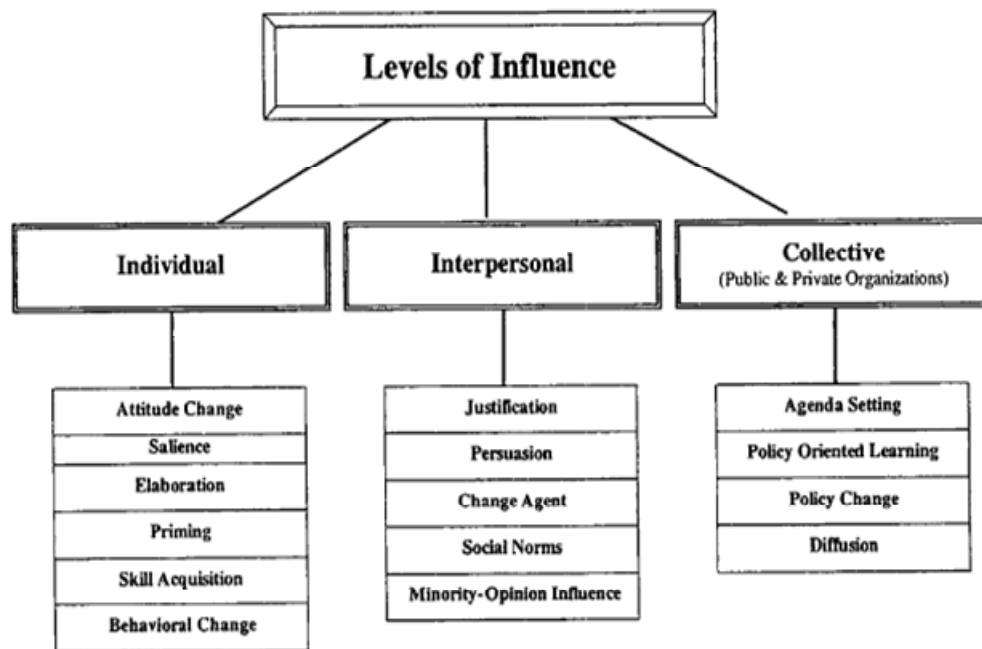 Levels of Influence
Individual
Interpersonal
Collective
(Public & Private Organizations)
Attitude Change
Salience
Elaboration
Priming
Skill Acquisition
Behavioral Change
Justification
Persuasion
Change Agent
Social Norms
Minority-Opinion Influence
Agenda Setting
Policy Oriented Learning
Policy Change
Diffusion